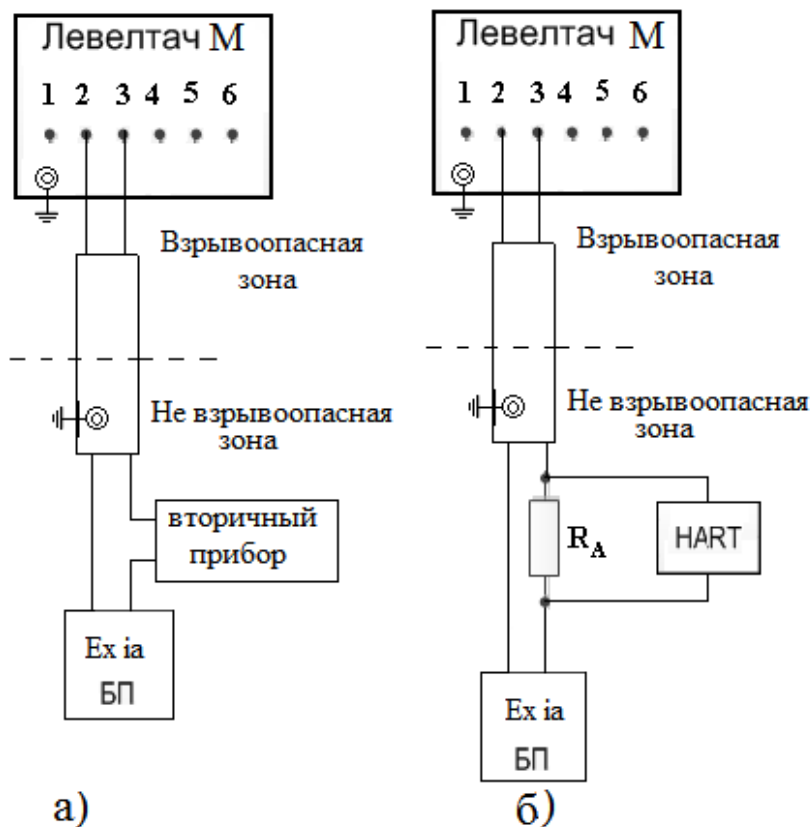 Левелтач М
1 2 3 4 5 6
Взрывоопасная
зона
Не взрывоопасная
зона
вторичный
прибор
Ex ia
БП
а)
Левелтач М
1 2 3 4 5 6
Взрывоопасная
зона
Не взрывоопасная
зона
RA
HART
Ex ia
БП
б)